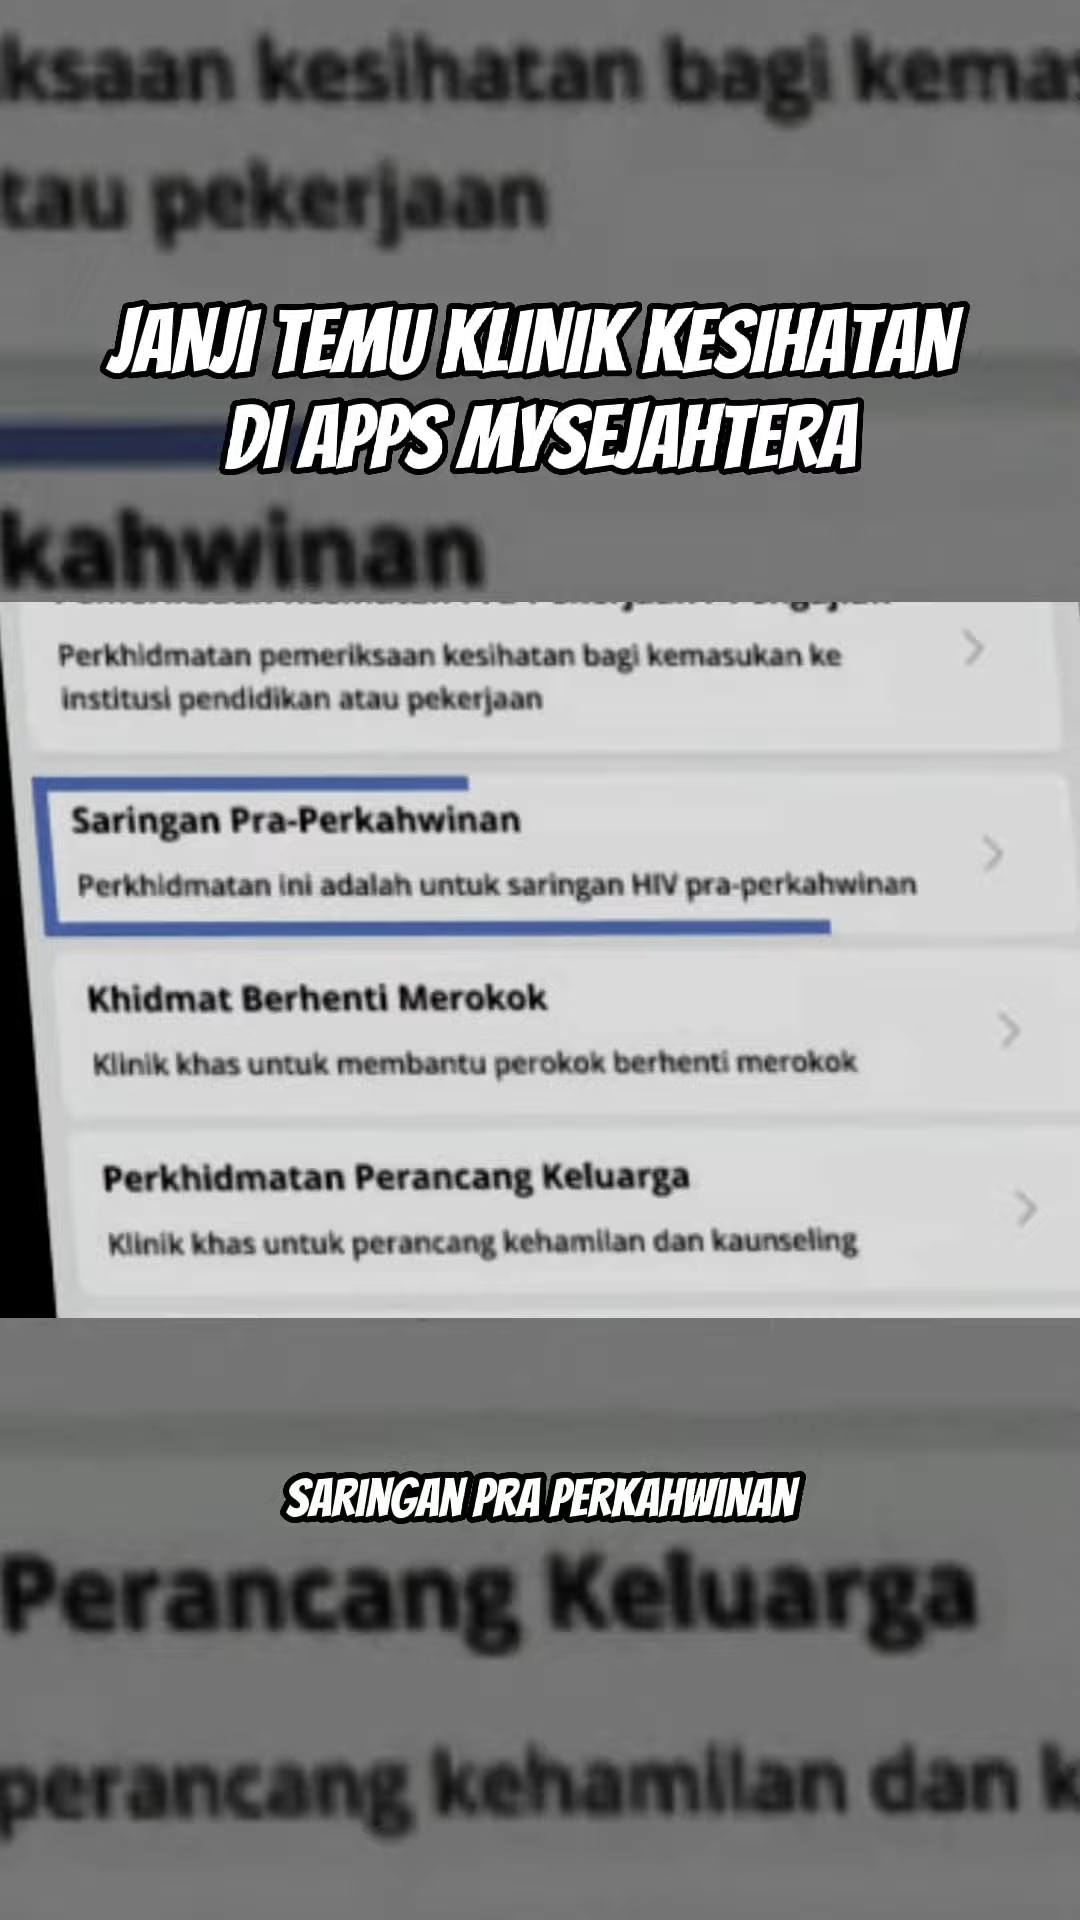 ksaan kesihatan bagi kemas
tau pekerjaan
JANJI TEMU KLINIK KESIHATAN
DI APPS MYSEJAHTERA
kahwinan
Perkhidmatan pemeriksaan kesihatan bagi kemasukan ke
institusi pendidikan atau pekerjaan
Saringan Pra-Perkahwinan
Perkhidmatan ini adalah untuk saringan HIV pra-perkahwinan
Khidmat Berhenti Merokok
Klinik khas untuk membantu perokok berhenti merokok
Perkhidmatan Perancang Keluarga
Klinik khas untuk perancang kehamilan dan kaunseling
SARINGAN PRA PERKAHWINAN
Perancang Keluarga
perancang kehamilan dan k